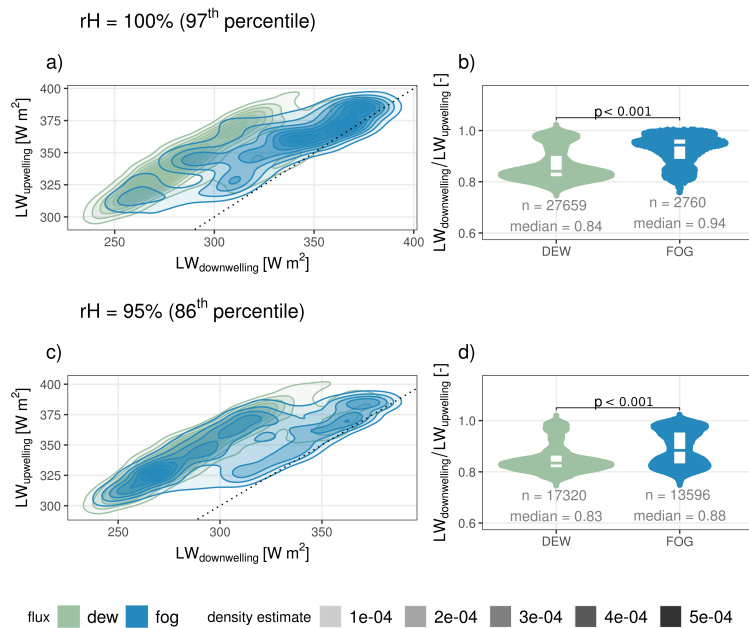 rH = 100% (97th percentile)
a)
b)
400
375
350
325
300
LWupwelling [W m²]
250
300
350
400
LWdownwelling [W m²]
LWdownwelling/LWupwelling [-]
1.0
0.8
0.6
p< 0.001
n = 27659
n = 2760
median = 0.84
median = 0.94
DEW
FOG
rH = 95% (86th percentile)
c)
d)
400
375
350
325
300
LWupwelling [W m²]
250
350
LWdownwelling [W m²]
LWdownwelling/LWupwelling [-]
1.0
0.8
0.6
p < 0.001
n = 17320
n = 13596
median = 0.83
median = 0.88
DEW
FOG
flux dew fog density estimate 1e-04 2e-04 3e-04 4e-04 5e-04